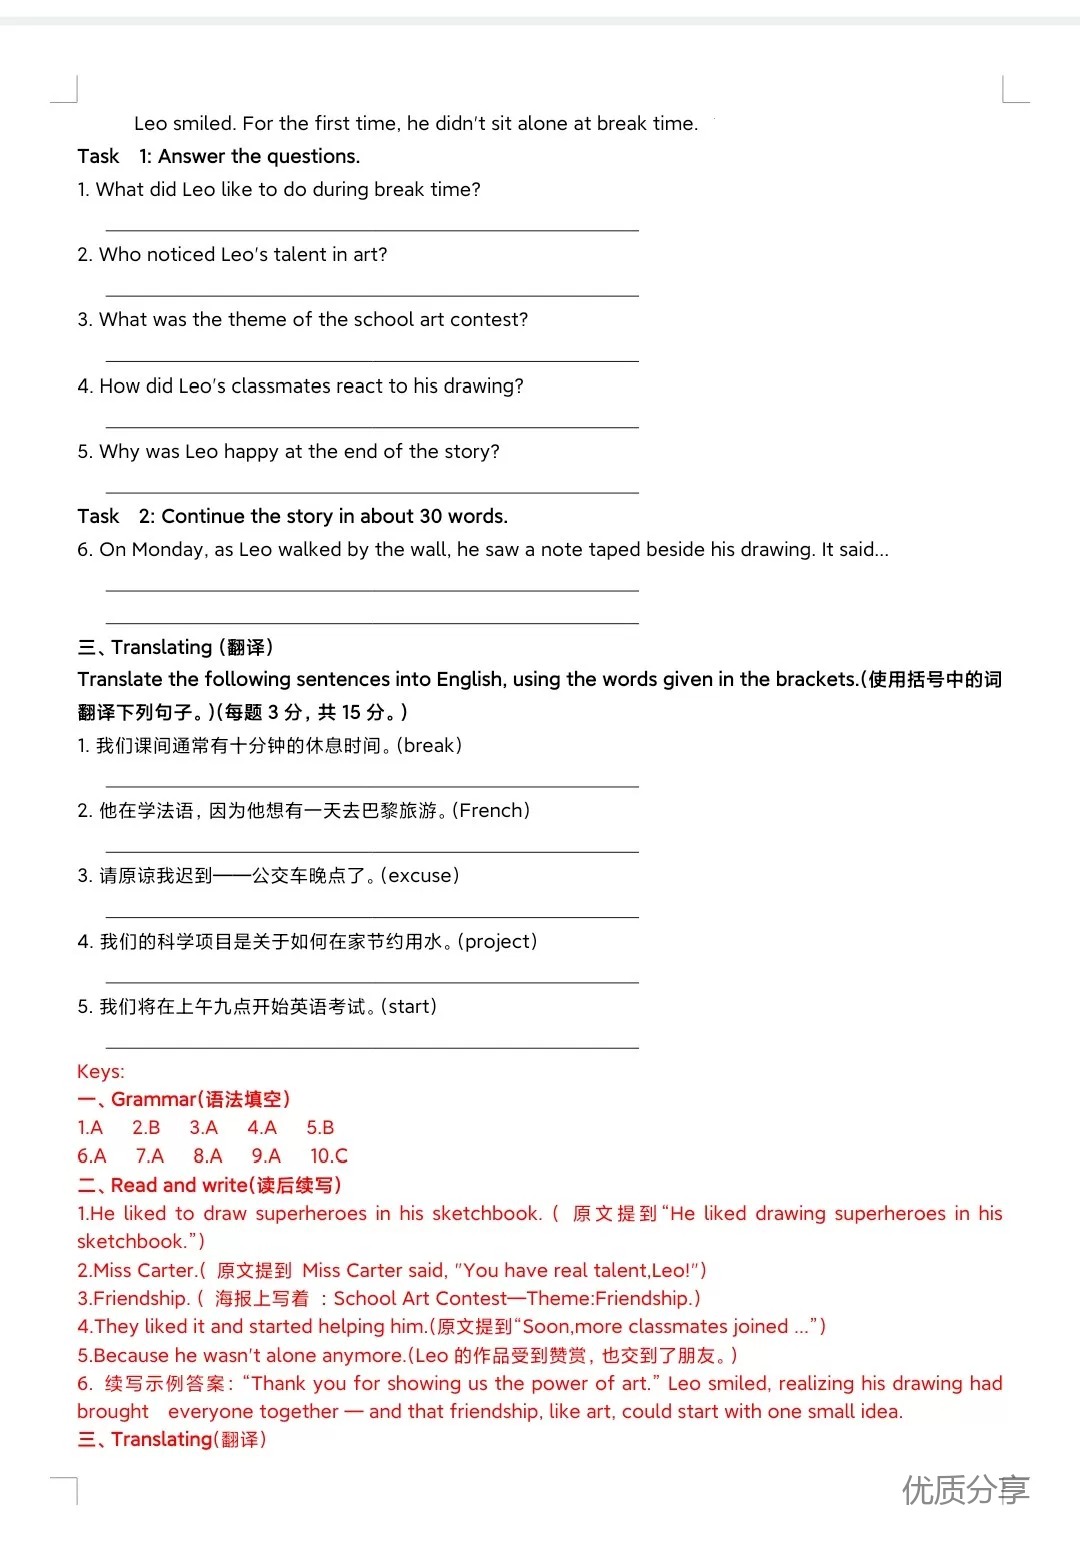 Leo smiled. For the first time, he didn't sit alone at break time.
Task 1: Answer the questions.
1. What did Leo like to do during break time?
2. Who noticed Leo's talent in art?
3. What was the theme of the school art contest?
4. How did Leo's classmates react to his drawing?
5. Why was Leo happy at the end of the story?
Task 2: Continue the story in about 30 words.
6. On Monday, as Leo walked by the wall, he saw a note taped beside his drawing. It said...
三、Translating (翻译)
Translate the following sentences into English, using the words given in the brackets.(使用括号中的词
翻译下列句子。)(每题 3 分, 共 15 分。)
1. 我们课间通常有十分钟的休息时间。(break)
2. 他在学法语, 因为他想有一天去巴黎旅游。(French)
3. 请原谅我迟到——公交车晚点了。(excuse)
4. 我们的科学项目是关于如何在家节约用水。(project)
5. 我们将在上午九点开始英语考试。(start)
Keys:
一、Grammar(语法填空)
1.A 2.B 3.A 4.A 5.B
6.A 7.A 8.A 9.A 10.C
二、Read and write(读后续写)
1.He liked to draw superheroes in his sketchbook. ( 原文提到“He liked drawing superheroes in his
sketchbook.”)
2.Miss Carter.( 原文提到 Miss Carter said, "You have real talent,Leo!")
3.Friendship. ( 海报上写着 : School Art Contest—Theme:Friendship.)
4.They liked it and started helping him.(原文提到“Soon,more classmates joined ...”)
5.Because he wasn't alone anymore.(Leo 的作品受到赞赏, 也交到了朋友。)
6. 续写示例答案: “Thank you for showing us the power of art.” Leo smiled, realizing his drawing had
brought everyone together — and that friendship, like art, could start with one small idea.
三、Translating(翻译)
优质分享